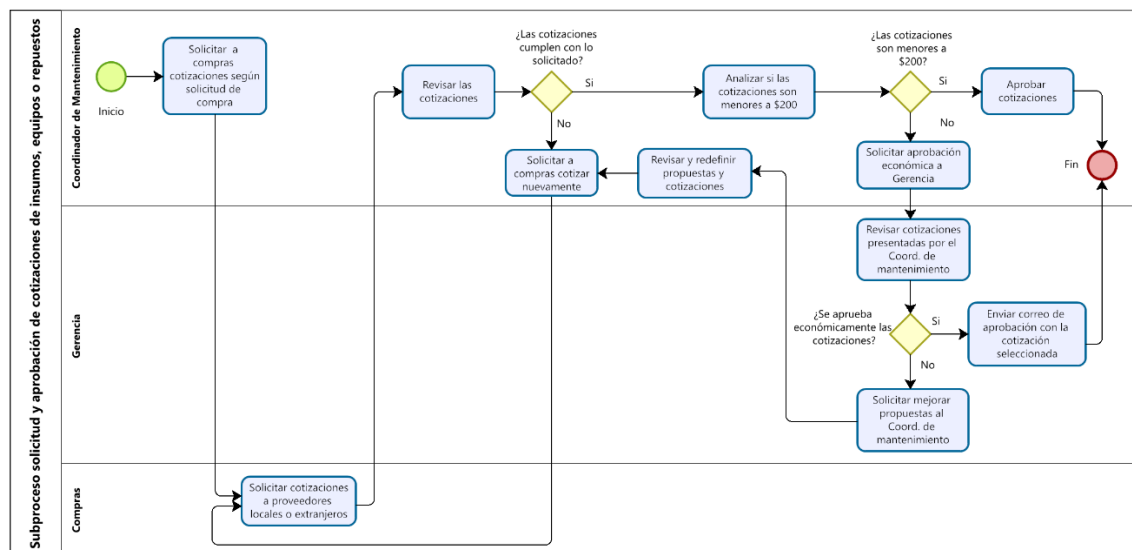 Subproceso solicitud y aprobación de cotizaciones de insumos, equipos o repuestos
Coordinador de Mantenimiento
Inicio
Solicitar a
compras
cotizaciones según
solicitud de
compra
Revisar las
cotizaciones
¿Las cotizaciones
cumplen con lo
solicitado?
Si
No
Analizar si las
cotizaciones son
menores a $200
¿Las cotizaciones
son menores a
$200?
Si
No
Aprobar
cotizaciones
Fin
Solicitar a
compras cotizar
nuevamente
Revisar y redefinir
propuestas y
cotizaciones
Solicitar aprobación
económica a
Gerencia
Gerencia
Revisar cotizaciones
presentadas por el
Coord. de
mantenimiento
¿Se aprueba
económicamente las
cotizaciones?
Si
No
Enviar correo de
aprobación con la
cotización
seleccionada
Solicitar mejorar
propuestas al
Coord. de
mantenimiento
Compras
Solicitar cotizaciones
a proveedores
locales o extranjeros